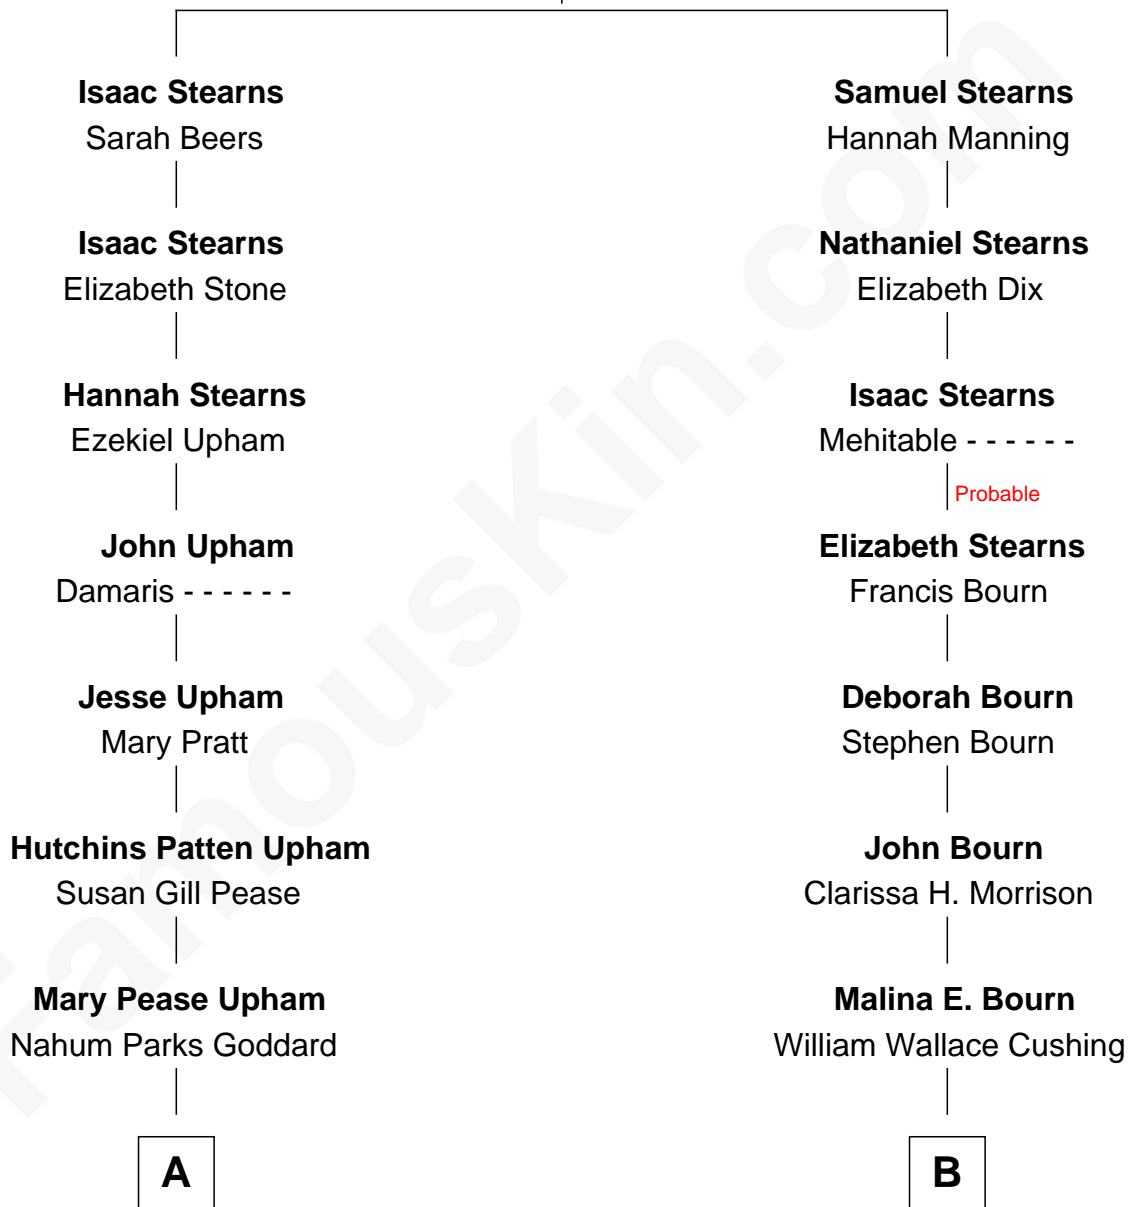 Isaac Stearns
Sarah Beers
Samuel Stearns
Hannah Manning
Isaac Stearns
Elizabeth Stone
Nathaniel Stearns
Elizabeth Dix
Hannah Stearns
Ezekiel Upham
Isaac Stearns
Mehitable - - - - - -
Probable
John Upham
Damaris - - - - - -
Elizabeth Stearns
Francis Bourn
Jesse Upham
Mary Pratt
Deborah Bourn
Stephen Bourn
Hutchins Patten Upham
Susan Gill Pease
John Bourn
Clarissa H. Morrison
Mary Pease Upham
Nahum Parks Goddard
Malina E. Bourn
William Wallace Cushing
A
B
FamousKin.com